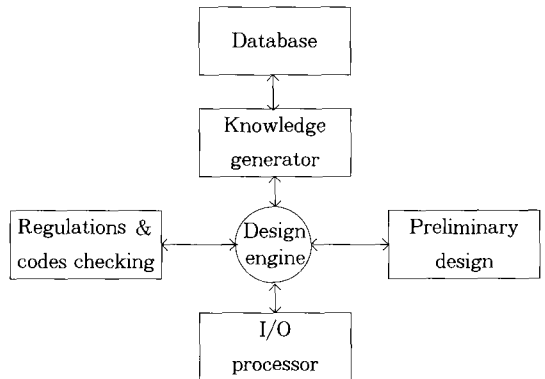 Database
Knowledge
generator
Regulations &
codes checking
Design
engine
Preliminary
design
I/O
processor